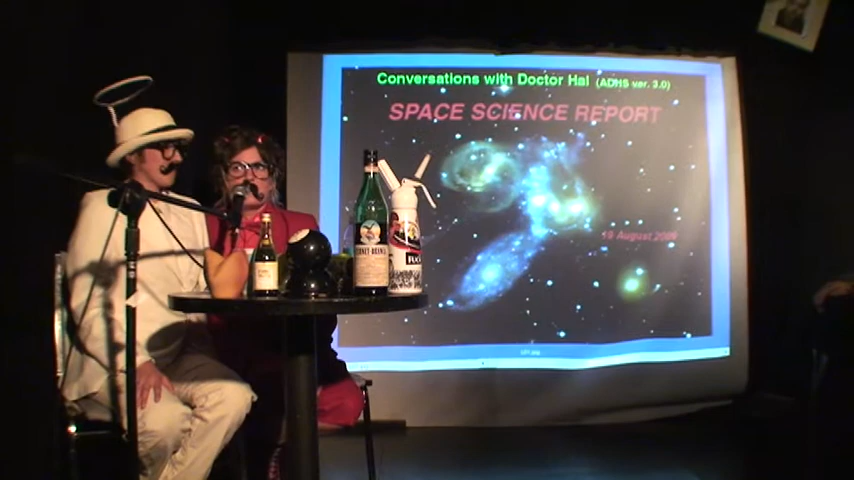 Conversations with Doctor Hal (ADHS ver. 3.0)
SPACE SCIENCE REPORT
19 August 2009
FERNET-BRANCA